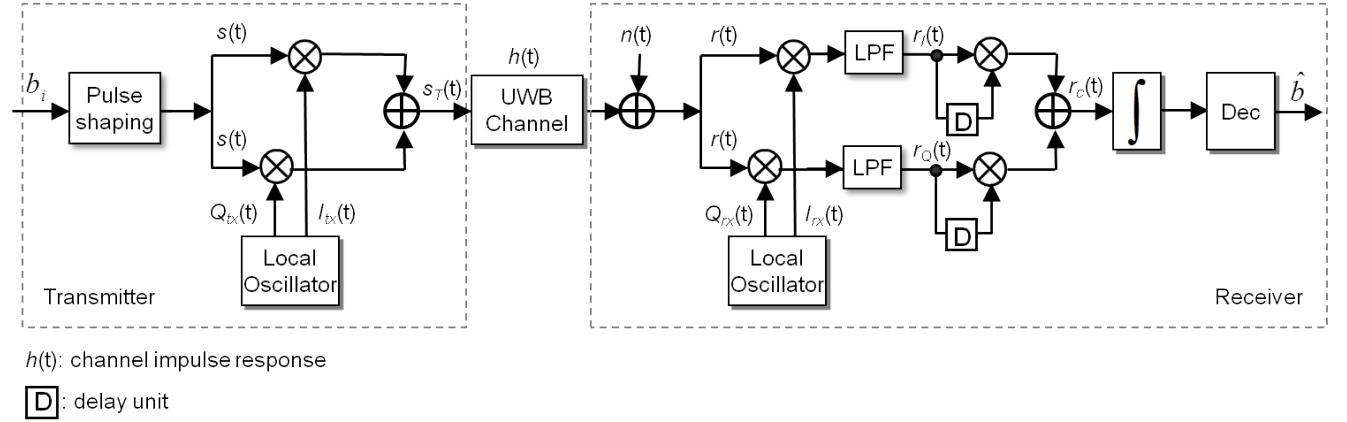 b_i
Pulse
shaping
s(t)
s(t)
Q_tx(t)
I_tx(t)
Local
Oscillator
s_T(t)
Transmitter
h(t)
UWB
Channel
n(t)
r(t)
r(t)
Q_rx(t)
I_rx(t)
Local
Oscillator
LPF
LPF
r_I(t)
r_Q(t)
D
D
r_c(t)
∫
Dec
b̂
Receiver
h(t): channel impulse response
D : delay unit